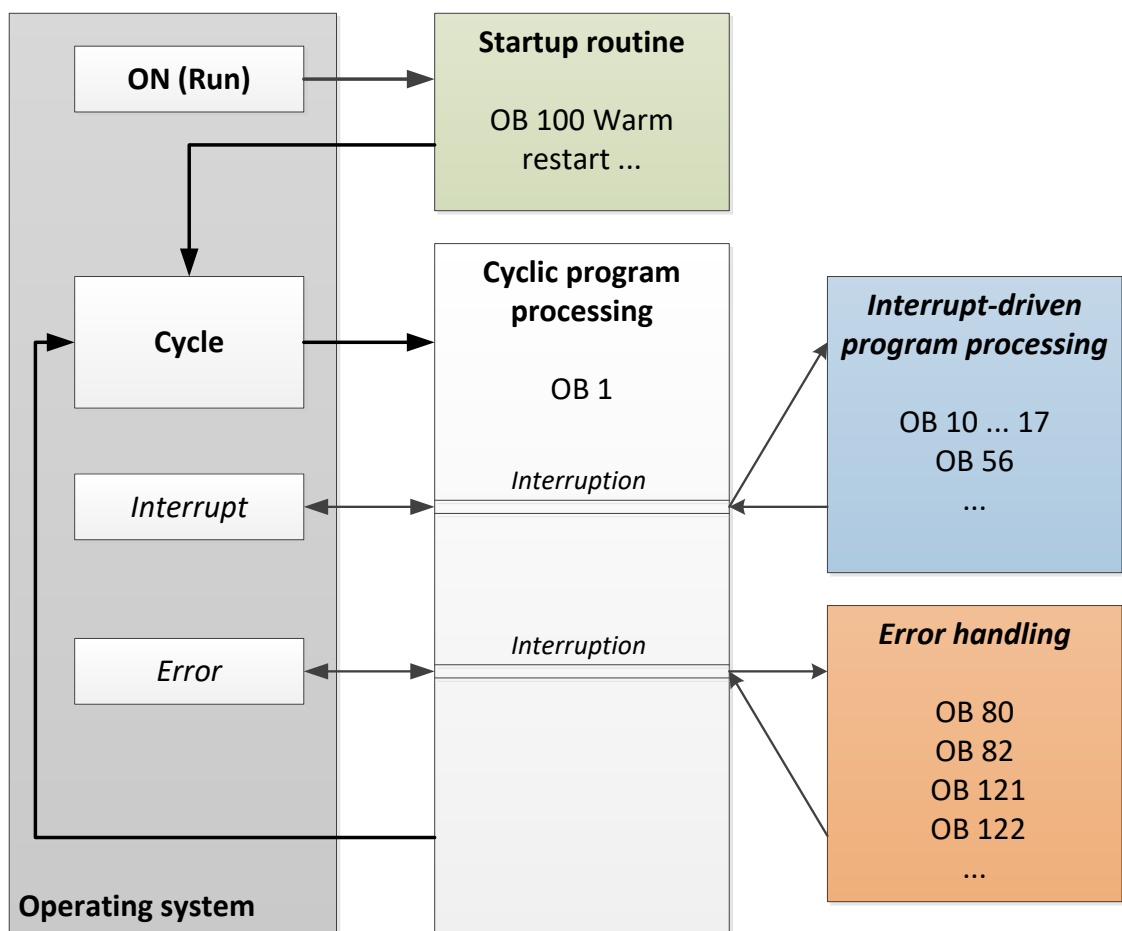 ON (Run)
Startup routine
OB 100 Warm
restart ...
Cycle
Cyclic program
processing
OB 1
Interrupt-driven
program processing
OB 10 ... 17
OB 56
...
Interrupt
Interruption
Error
Interruption
Error handling
OB 80
OB 82
OB 121
OB 122
...
Operating system